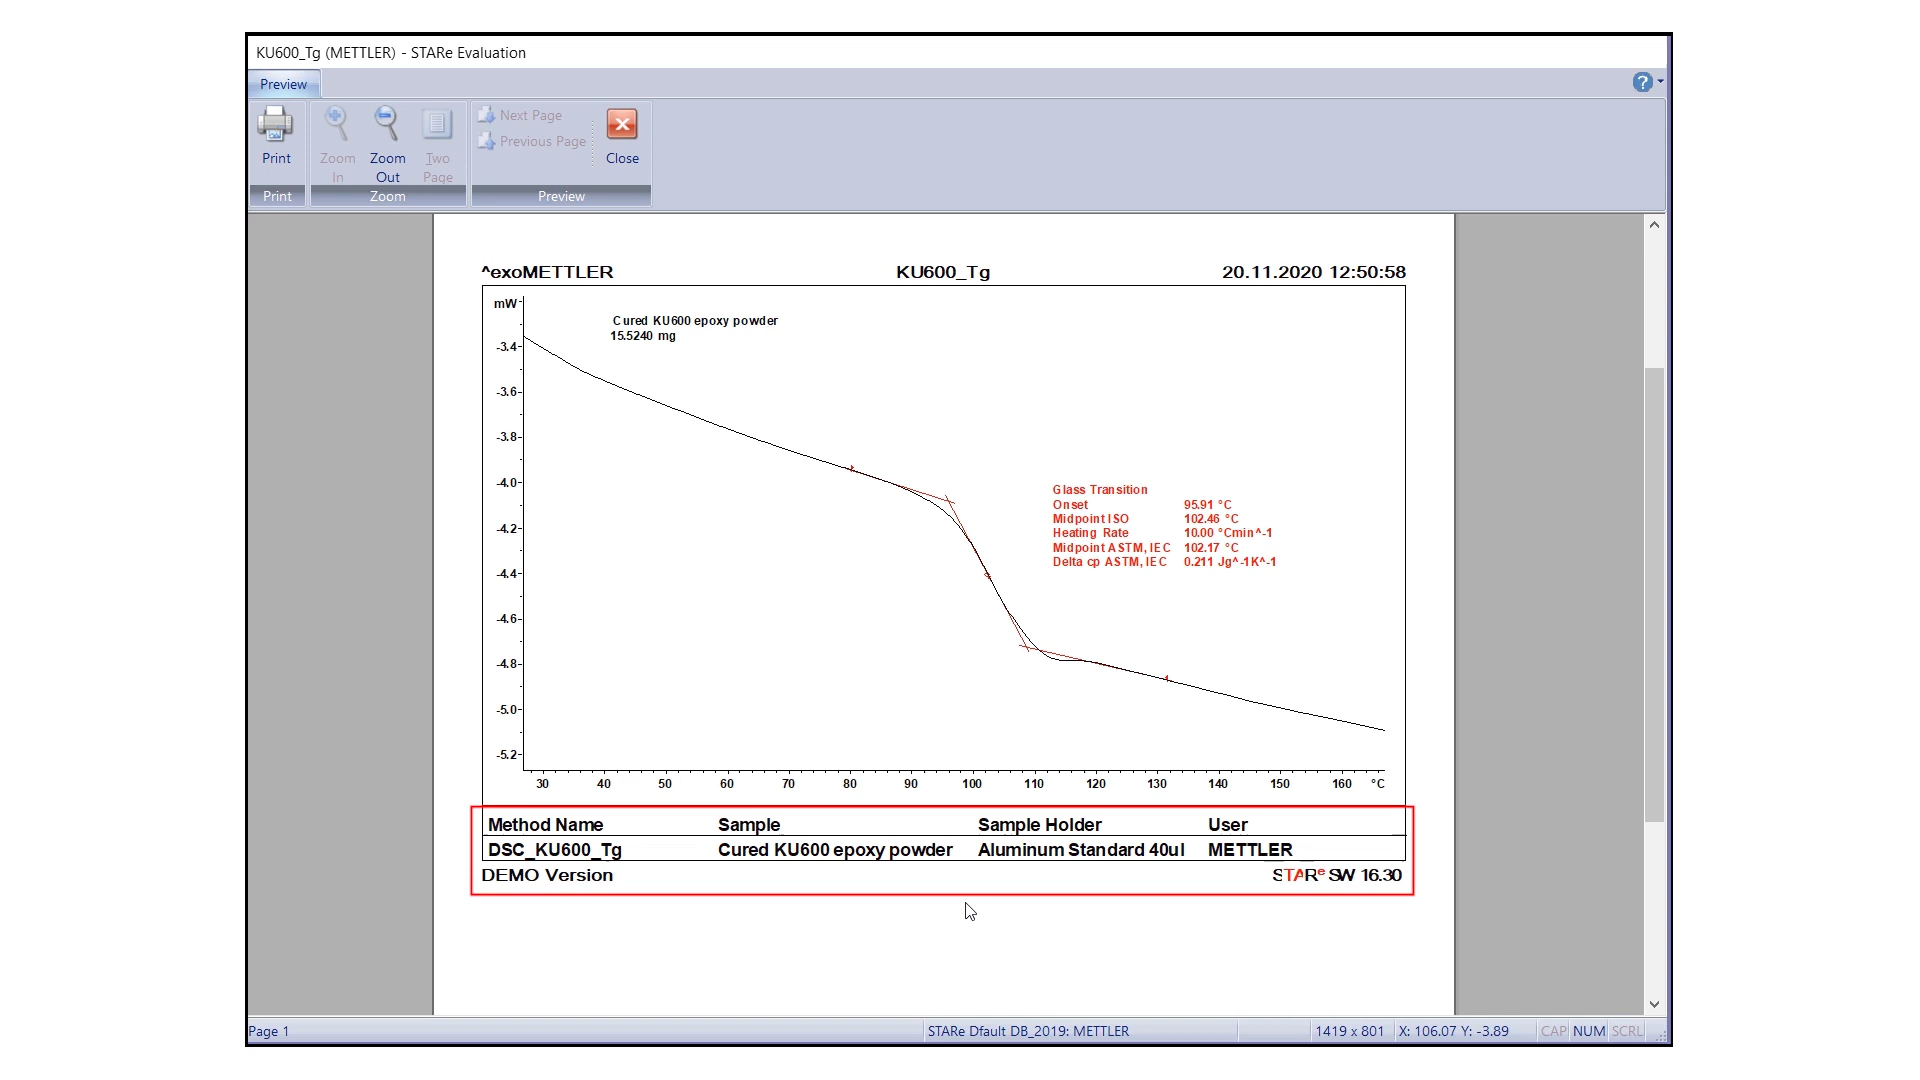 KU600_Tg (METTLER) - STARe Evaluation
Preview
?
Print
Zoom In
Zoom Out
Two Page
Next Page
Previous Page
Close
Print
Zoom
Preview
^exoMETTLER KU600_Tg 20.11.2020 12:50:58
mW
Cured KU600 epoxy powder
15.5240 mg
-3.4
-3.6
-3.8
-4.0
-4.2
-4.4
-4.6
-4.8
-5.0
-5.2
Glass Transition
Onset 95.91 °C
Midpoint ISO 102.46 °C
Heating Rate 10.00 °Cmin^-1
Midpoint ASTM, IEC 102.17 °C
Delta cp ASTM, IEC 0.211 Jg^-1K^-1
30 40 50 60 70 80 90 100 110 120 130 140 150 160 °C
Method Name Sample Sample Holder User
DSC_KU600_Tg Cured KU600 epoxy powder Aluminum Standard 40ul METTLER
DEMO Version STARe SW 16.30
Page 1 STARe Dfault DB_2019: METTLER 1419 x 801 X: 106.07 Y: -3.89 CAP NUM SCRL